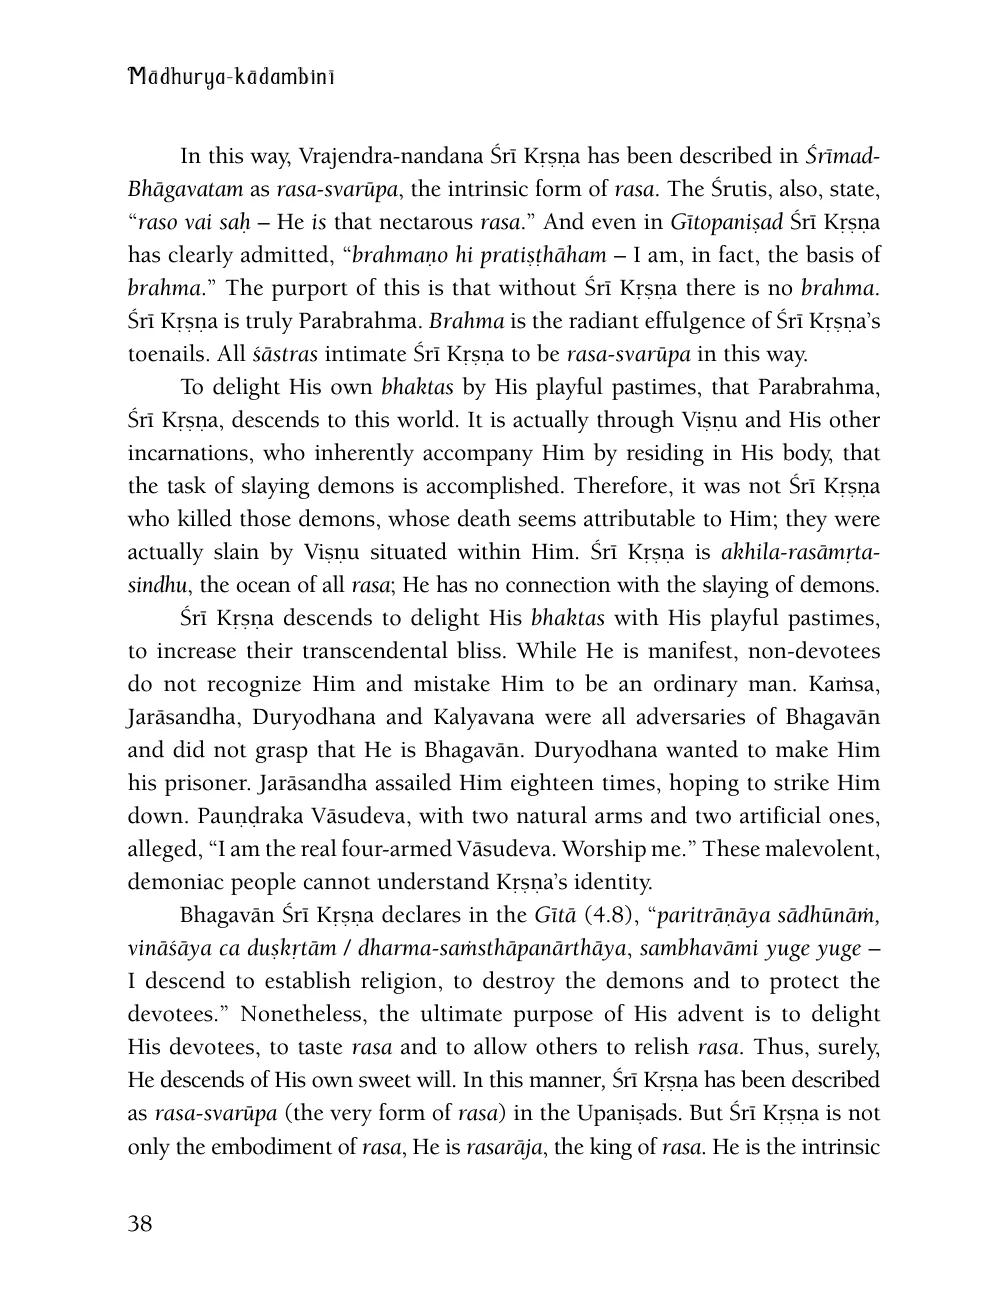 Mādhurya-kādambinī
In this way, Vrajendra-nandana Śrī Kṛṣṇa has been described in Śrīmad-
Bhāgavatam as rasa-svarūpa, the intrinsic form of rasa. The Śrutis, also, state,
“raso vai saḥ – He is that nectarous rasa.” And even in Gītopaniṣad Śrī Kṛṣṇa
has clearly admitted, “brahmaṇo hi pratiṣṭhāham – I am, in fact, the basis of
brahma.” The purport of this is that without Śrī Kṛṣṇa there is no brahma.
Śrī Kṛṣṇa is truly Parabrahma. Brahma is the radiant effulgence of Śrī Kṛṣṇa’s
toenails. All śāstras intimate Śrī Kṛṣṇa to be rasa-svarūpa in this way.
To delight His own bhaktas by His playful pastimes, that Parabrahma,
Śrī Kṛṣṇa, descends to this world. It is actually through Viṣṇu and His other
incarnations, who inherently accompany Him by residing in His body, that
the task of slaying demons is accomplished. Therefore, it was not Śrī Kṛṣṇa
who killed those demons, whose death seems attributable to Him; they were
actually slain by Viṣṇu situated within Him. Śrī Kṛṣṇa is akhila-rasāmṛta-
sindhu, the ocean of all rasa; He has no connection with the slaying of demons.
Śrī Kṛṣṇa descends to delight His bhaktas with His playful pastimes,
to increase their transcendental bliss. While He is manifest, non-devotees
do not recognize Him and mistake Him to be an ordinary man. Kaṁsa,
Jarāsandha, Duryodhana and Kalyavana were all adversaries of Bhagavān
and did not grasp that He is Bhagavān. Duryodhana wanted to make Him
his prisoner. Jarāsandha assailed Him eighteen times, hoping to strike Him
down. Pauṇḍraka Vāsudeva, with two natural arms and two artificial ones,
alleged, “I am the real four-armed Vāsudeva. Worship me.” These malevolent,
demoniac people cannot understand Kṛṣṇa’s identity.
Bhagavān Śrī Kṛṣṇa declares in the Gītā (4.8), “paritrāṇāya sādhūnāṁ,
vināśāya ca duṣkṛtām / dharma-saṁsthāpanārthāya, sambhavāmi yuge yuge –
I descend to establish religion, to destroy the demons and to protect the
devotees.” Nonetheless, the ultimate purpose of His advent is to delight
His devotees, to taste rasa and to allow others to relish rasa. Thus, surely,
He descends of His own sweet will. In this manner, Śrī Kṛṣṇa has been described
as rasa-svarūpa (the very form of rasa) in the Upaniṣads. But Śrī Kṛṣṇa is not
only the embodiment of rasa, He is rasarāja, the king of rasa. He is the intrinsic
38